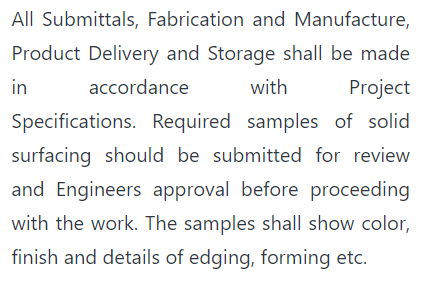 All Submittals, Fabrication and Manufacture,
Product Delivery and Storage shall be made
in accordance with Project
Specifications. Required samples of solid
surfacing should be submitted for review
and Engineers approval before proceeding
with the work. The samples shall show color,
finish and details of edging, forming etc.